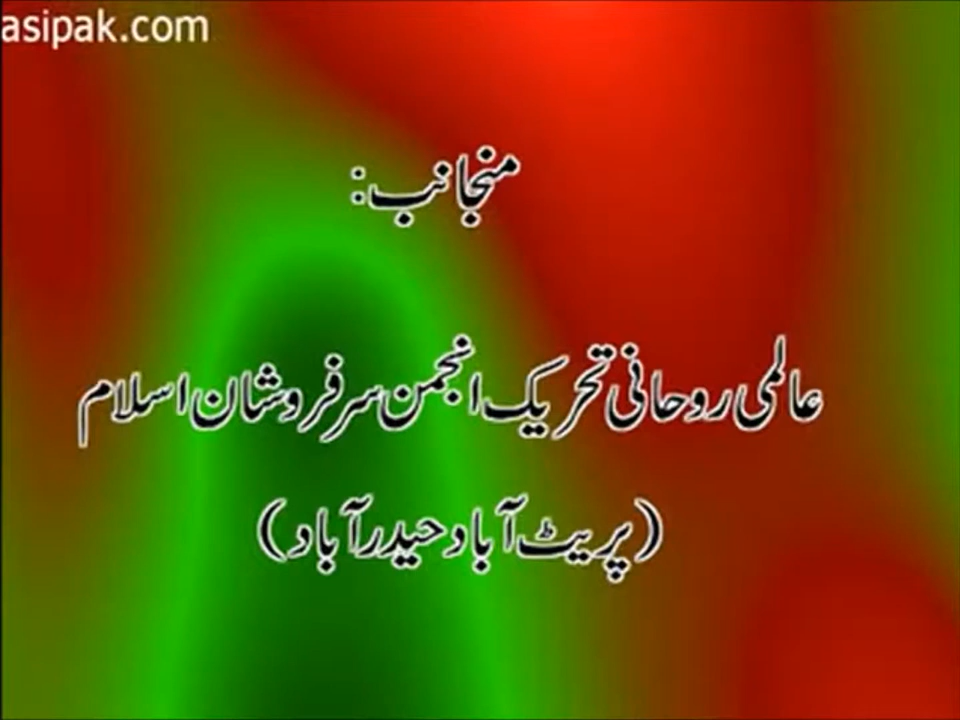 asipak.com
منجانب:
عالمی روحانی تحریک انجمن سرفروشان اسلام
(پریٹ آباد حیدرآباد)